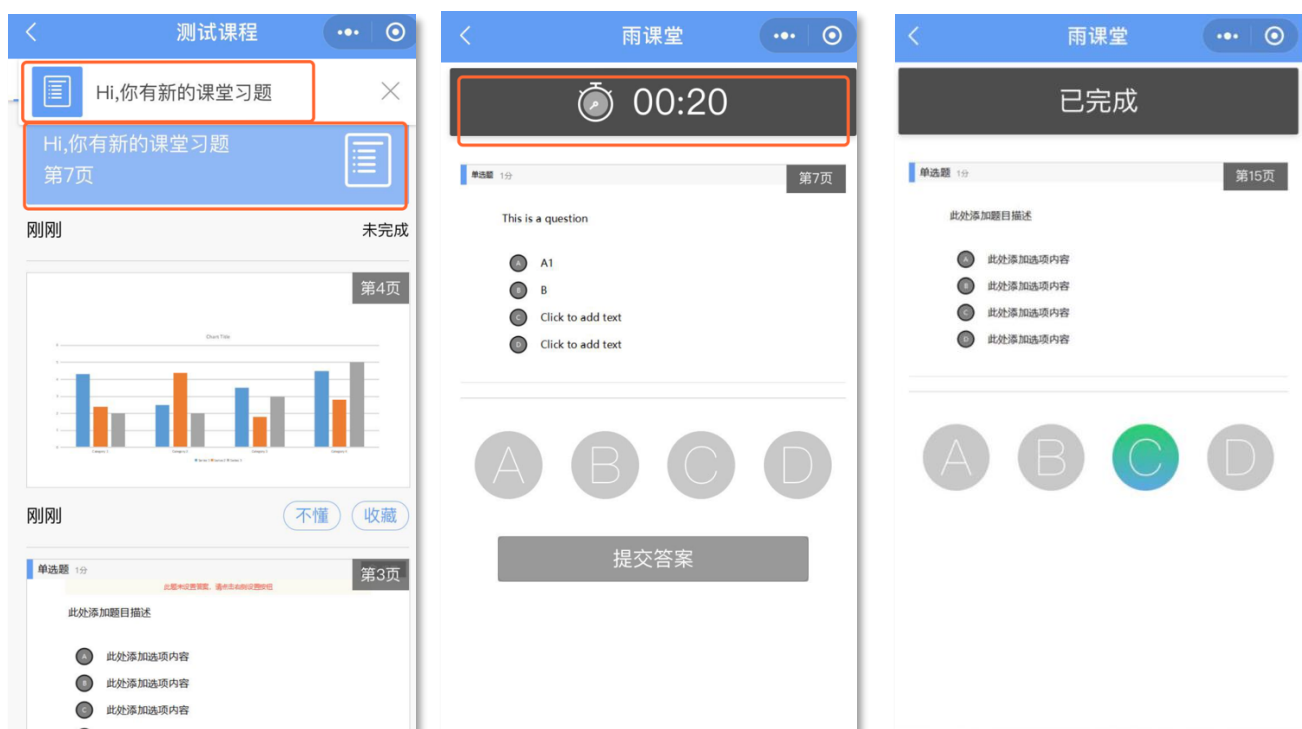 测试课程
Hi,你有新的课堂习题
Hi,你有新的课堂习题
第7页
刚刚
未完成
第4页
Chart Title
刚刚
不懂
收藏
单选题 1分
第3页
此处添加题目描述
A 此处添加选项内容
B 此处添加选项内容
C 此处添加选项内容
雨课堂
00:20
单选题 1分
第7页
This is a question
A A1
B B
C Click to add text
D Click to add text
A B C D
提交答案
雨课堂
已完成
单选题 1分
第15页
此处添加题目描述
A 此处添加选项内容
B 此处添加选项内容
C 此处添加选项内容
D 此处添加选项内容
A B C D